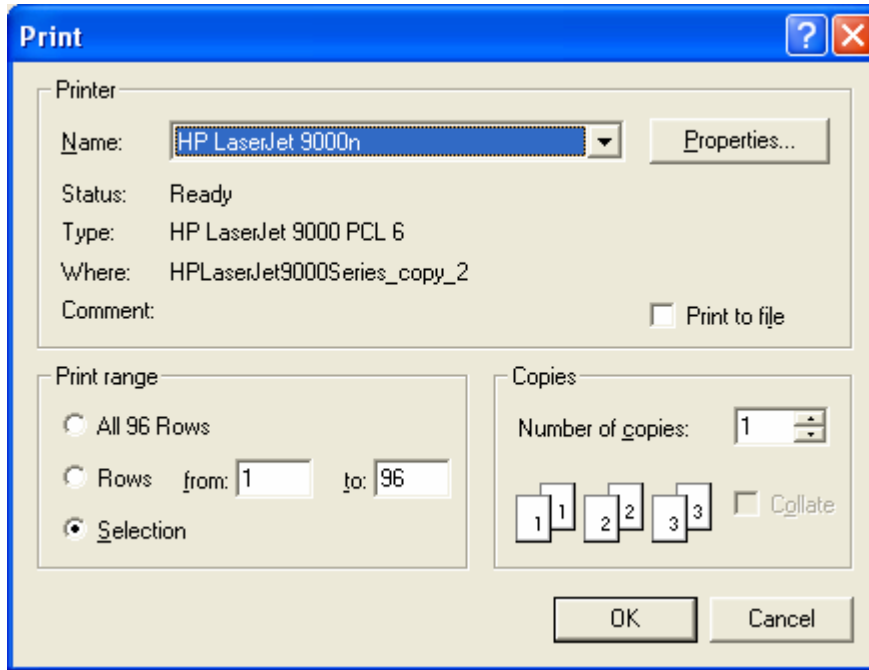 Print
Printer
Name: HP LaserJet 9000n Properties...
Status: Ready
Type: HP LaserJet 9000 PCL 6
Where: HPLaserJet9000Series_copy_2
Comment: Print to file
Print range
All 96 Rows
Rows from: 1 to: 96
Selection
Copies
Number of copies: 1
1 1 2 2 3 3 Collate
OK Cancel